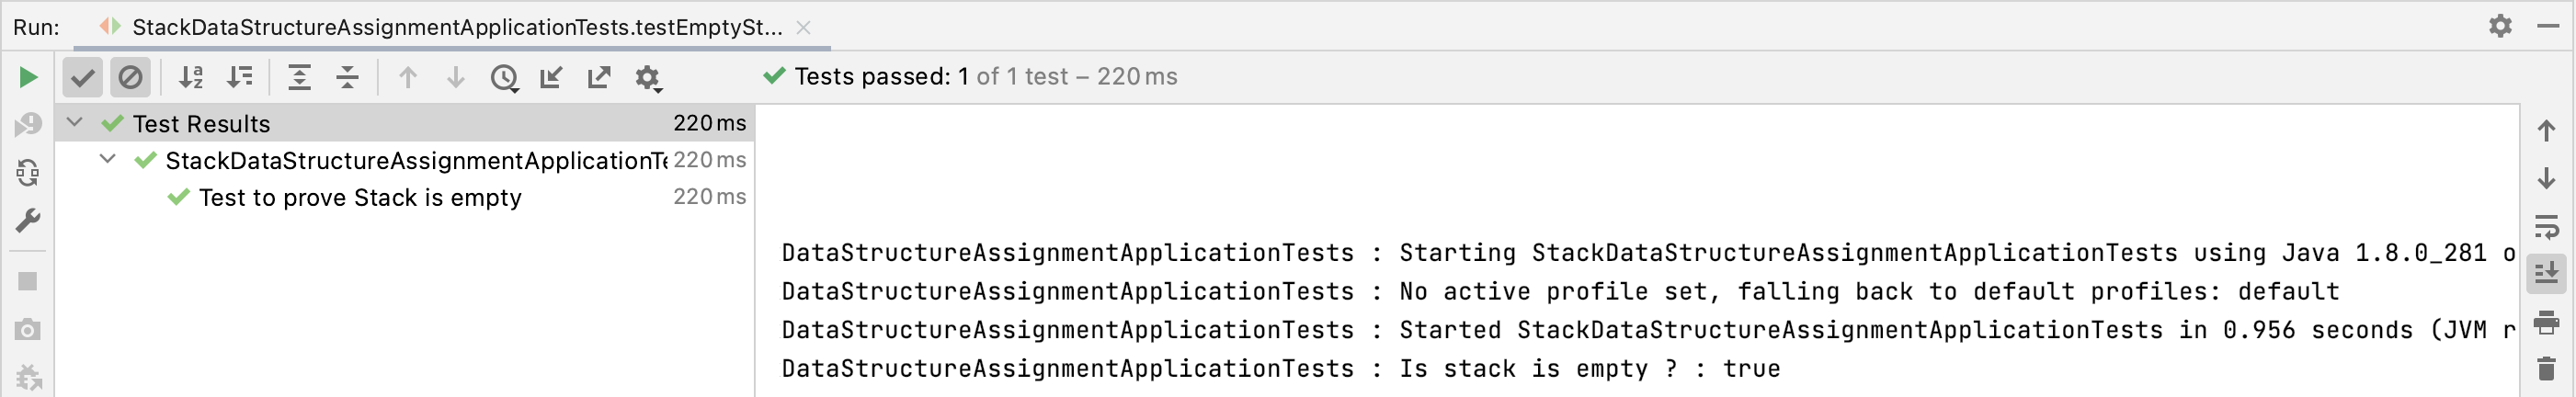 Run: StackDataStructureAssignmentApplicationTests.testEmptySt...
Tests passed: 1 of 1 test – 220 ms
Test Results 220 ms
StackDataStructureAssignmentApplicationTe 220 ms
Test to prove Stack is empty 220 ms
DataStructureAssignmentApplicationTests : Starting StackDataStructureAssignmentApplicationTests using Java 1.8.0_281 o
DataStructureAssignmentApplicationTests : No active profile set, falling back to default profiles: default
DataStructureAssignmentApplicationTests : Started StackDataStructureAssignmentApplicationTests in 0.956 seconds (JVM r
DataStructureAssignmentApplicationTests : Is stack is empty ? : true